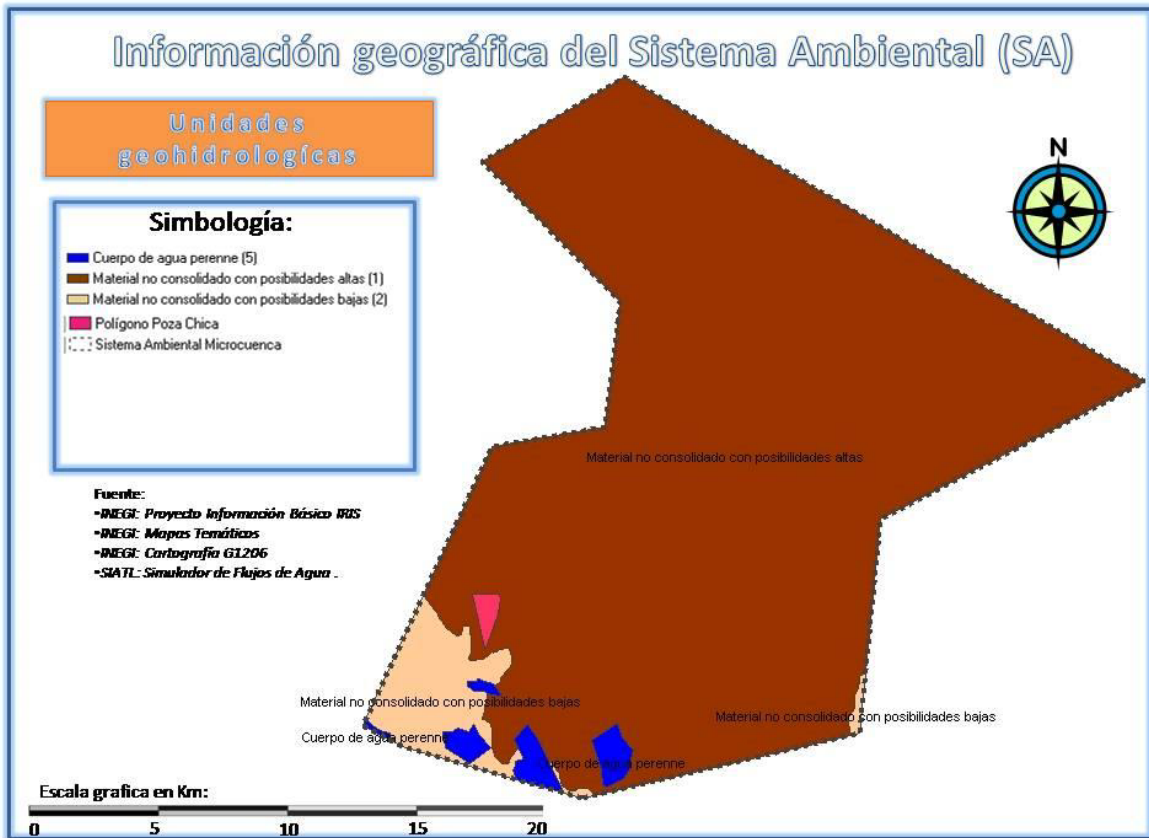 Información geográfica del Sistema Ambiental (SA)
Unidades
geohidrologícas
N
Simbología:
Cuerpo de agua perenne (5)
Material no consolidado con posibilidades altas (1)
Material no consolidado con posibilidades bajas (2)
Polígono Poza Chica
Sistema Ambiental Microcuenca
Material no consolidado con posibilidades altas
Fuente:
•INEGI: Proyecto Información Básico IRIS
•INEGI: Mapas Temáticos
•INEGI: Cartografía G1206
•SIATL: Simulador de Flujos de Agua .
Material no consolidado con posibilidades bajas
Material no consolidado con posibilidades bajas
Cuerpo de agua perenne
Cuerpo de agua perenne
Escala grafica en Km:
0 5 10 15 20